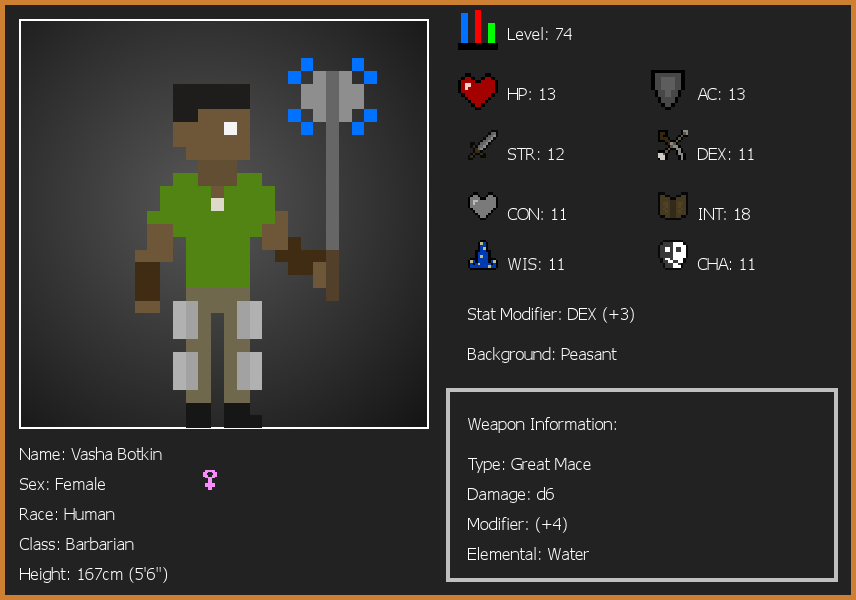 Level: 74
HP: 13
AC: 13
STR: 12
DEX: 11
CON: 11
INT: 18
WIS: 11
CHA: 11
Stat Modifier: DEX (+3)
Background: Peasant
Weapon Information:
Type: Great Mace
Damage: d6
Modifier: (+4)
Elemental: Water
Name: Vasha Botkin
Sex: Female
Race: Human
Class: Barbarian
Height: 167cm (5'6")